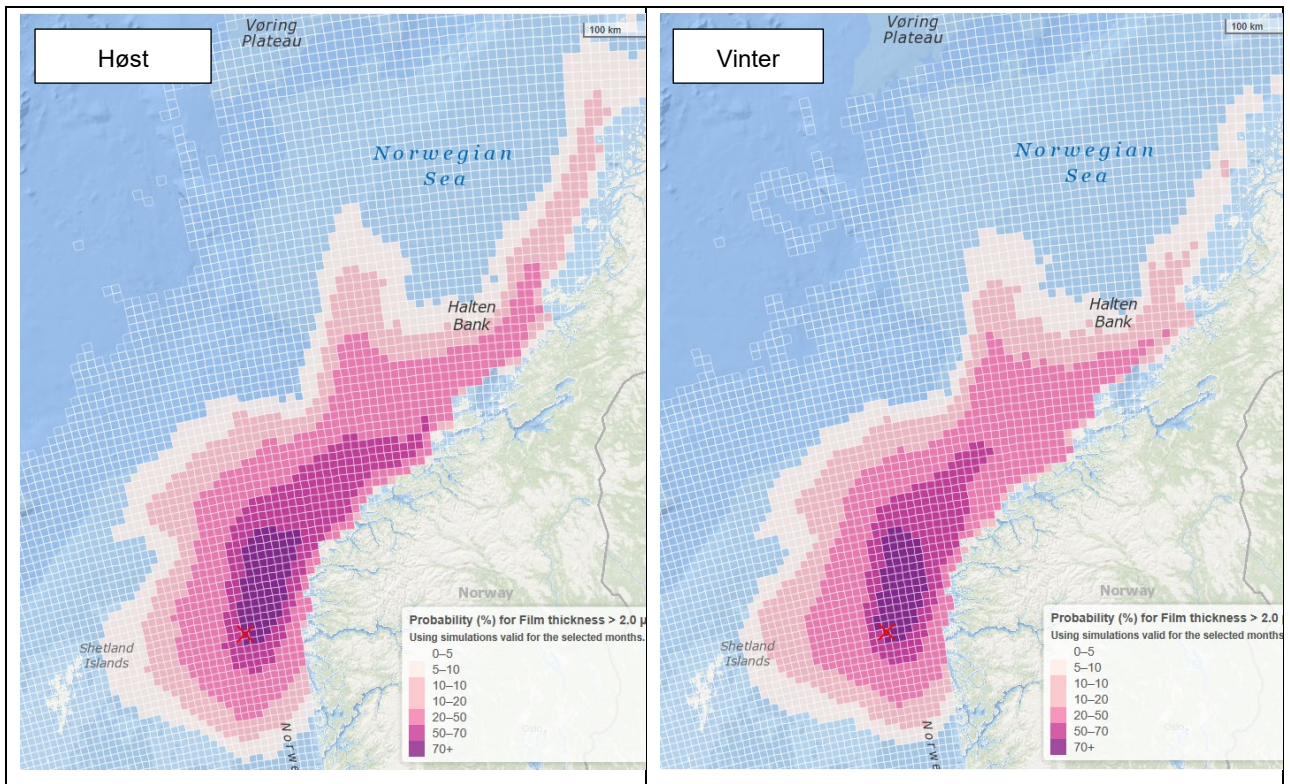 Høst
Vøring
Plateau
100 km
Norwegian
Sea
Halten
Bank
Shetland
Islands
Norway
Norwe
Probability (%) for Film thickness > 2.0 µ
Using simulations valid for the selected months.
0–5
5–10
10–10
10–20
20–50
50–70
70+
Oslo
Vinter
Vøring
Plateau
100 km
Norwegian
Sea
Halten
Bank
Shetland
Islands
Norway
Norwe
Probability (%) for Film thickness > 2.0
Using simulations valid for the selected months
0–5
5–10
10–10
10–20
20–50
50–70
70+
Oslo